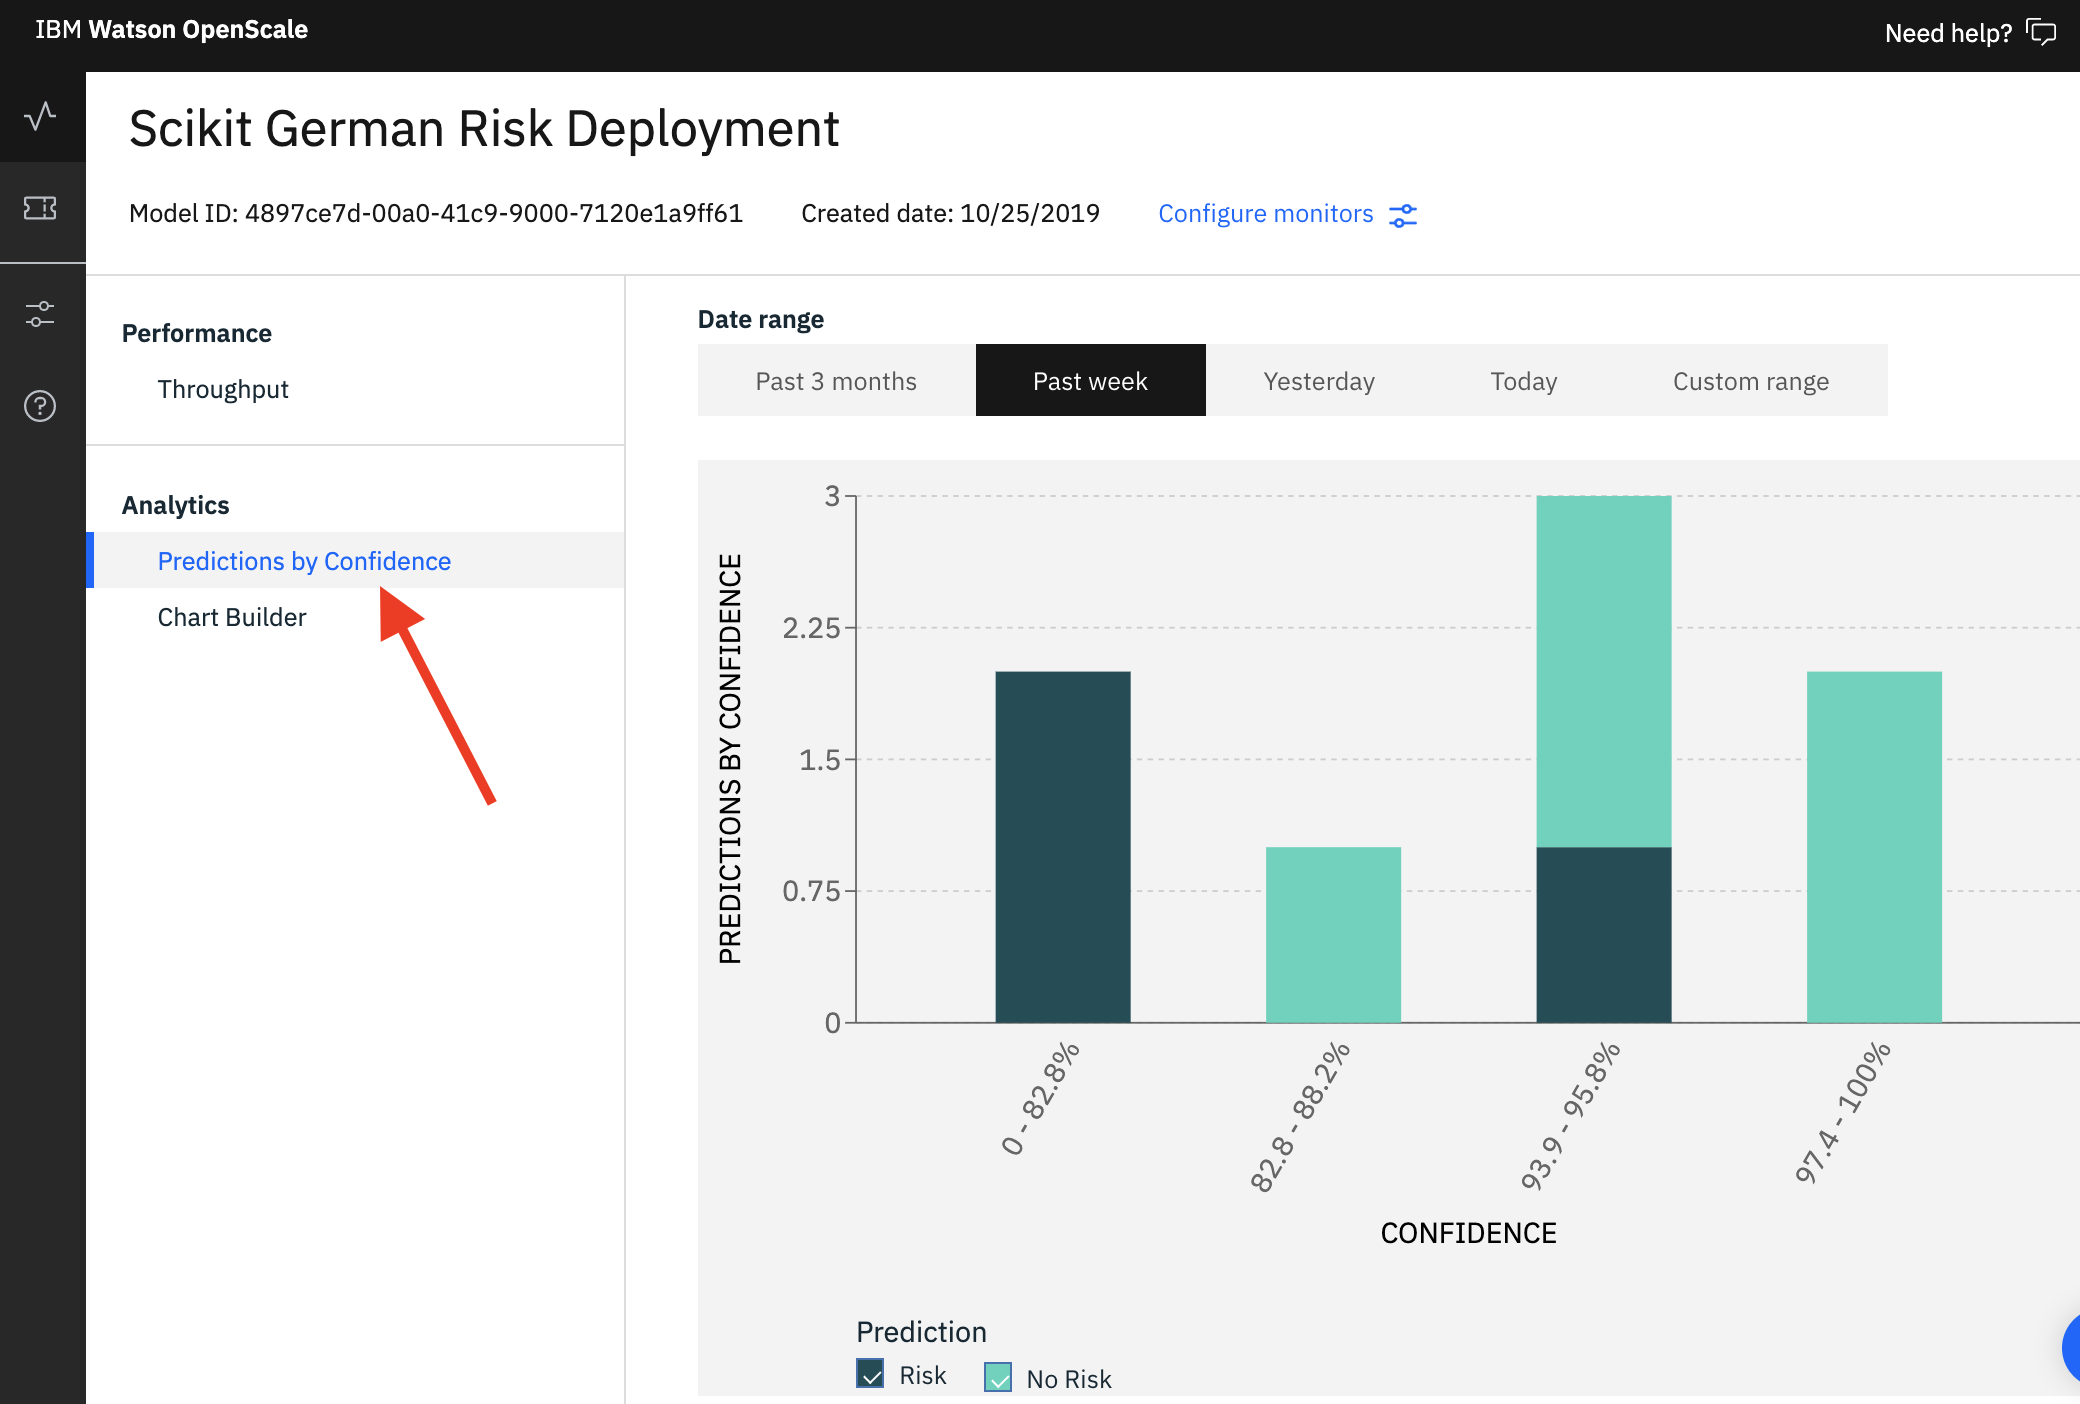 IBM Watson OpenScale
Need help?
Scikit German Risk Deployment
Model ID: 4897ce7d-00a0-41c9-9000-7120e1a9ff61
Created date: 10/25/2019
Configure monitors
Performance
Throughput
Analytics
Predictions by Confidence
Chart Builder
Date range
Past 3 months
Past week
Yesterday
Today
Custom range
PREDICTIONS BY CONFIDENCE
3
2.25
1.5
0.75
0
0 - 82.8%
82.8 - 88.2%
93.9 - 95.8%
97.4 - 100%
CONFIDENCE
Prediction
Risk
No Risk